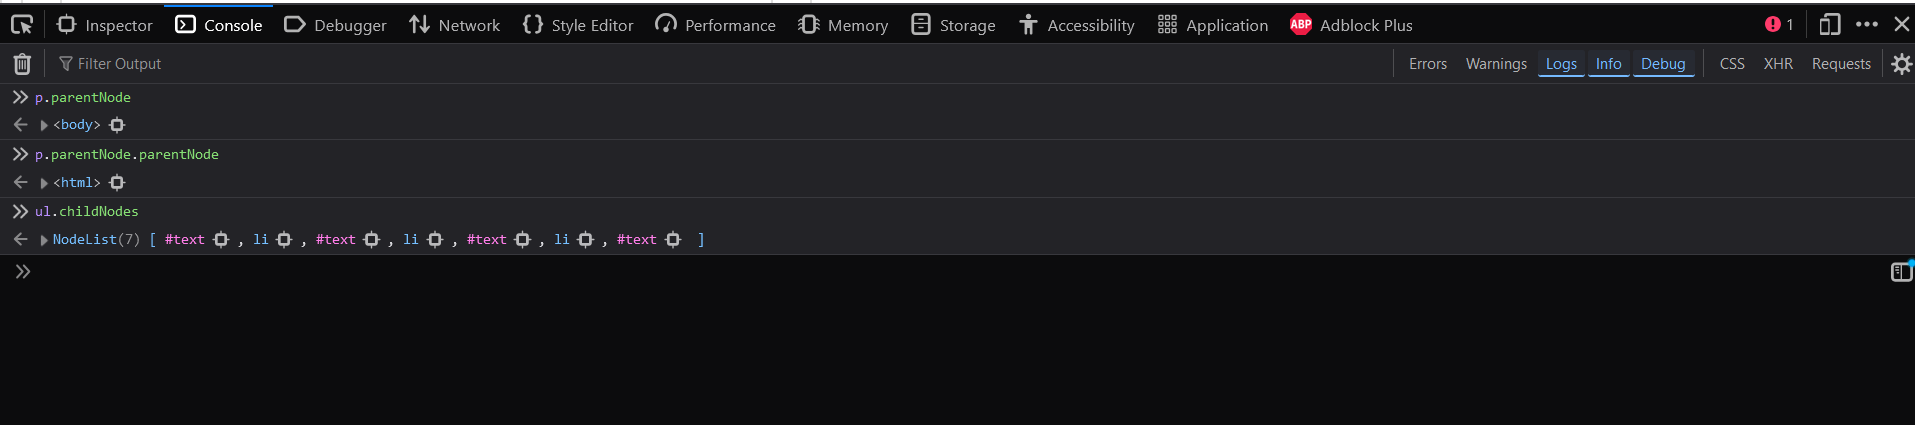 Inspector Console Debugger Network Style Editor Performance Memory Storage Accessibility Application ABP Adblock Plus 1
Filter Output Errors Warnings Logs Info Debug CSS XHR Requests
p.parentNode
<body>
p.parentNode.parentNode
<html>
ul.childNodes
NodeList(7) [ #text , li , #text , li , #text , li , #text ]